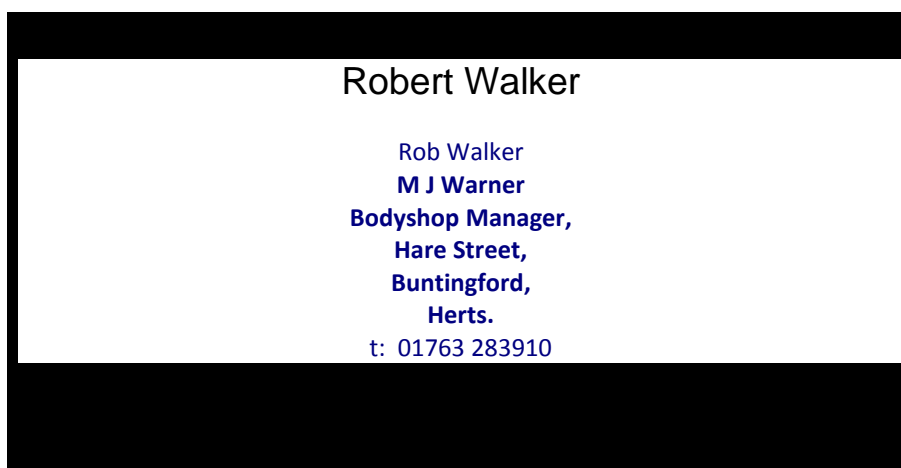 Robert Walker
Rob Walker
M J Warner
Bodyshop Manager,
Hare Street,
Buntingford,
Herts.
t:  01763 283910